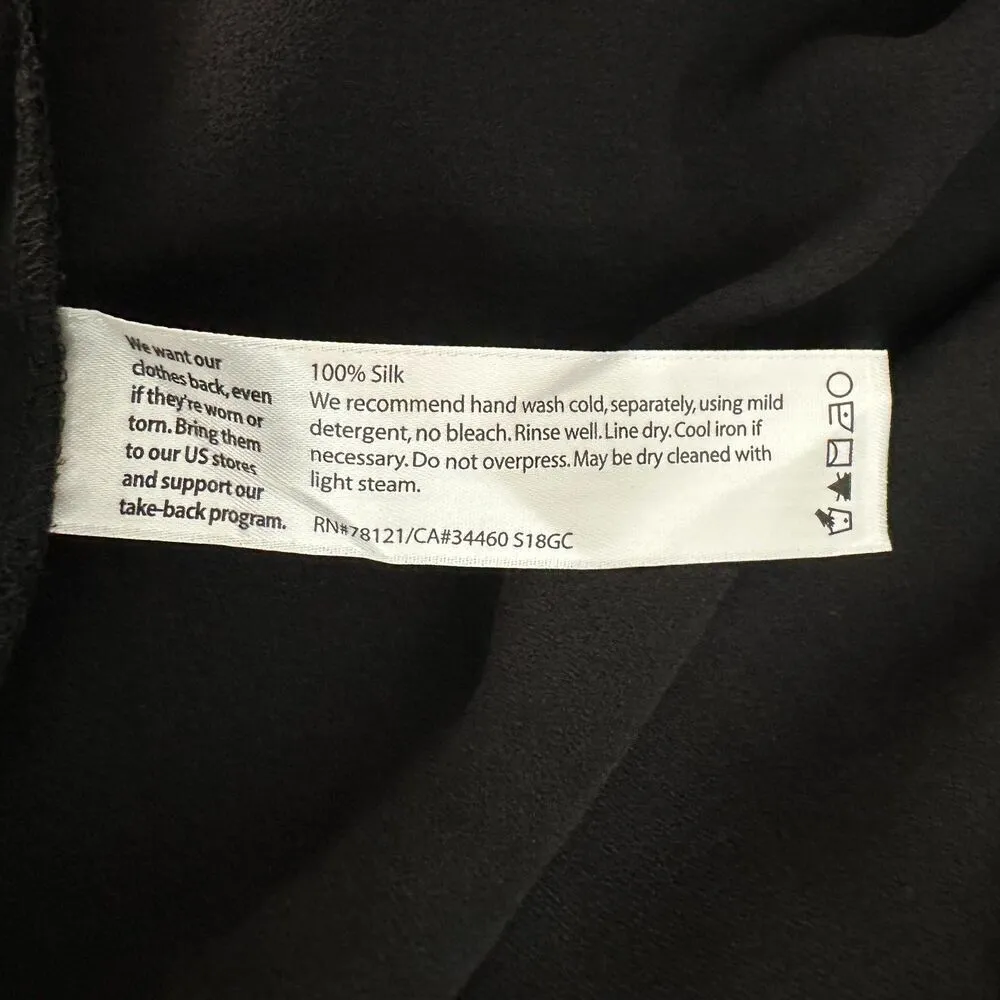 We want our
clothes back, even
if they're worn or
torn. Bring them
to our US stores
and support our
take-back program.
100% Silk
We recommend hand wash cold, separately, using mild
detergent, no bleach. Rinse well. Line dry. Cool iron if
necessary. Do not overpress. May be dry cleaned with
light steam.
RN#78121/CA#34460 S18GC